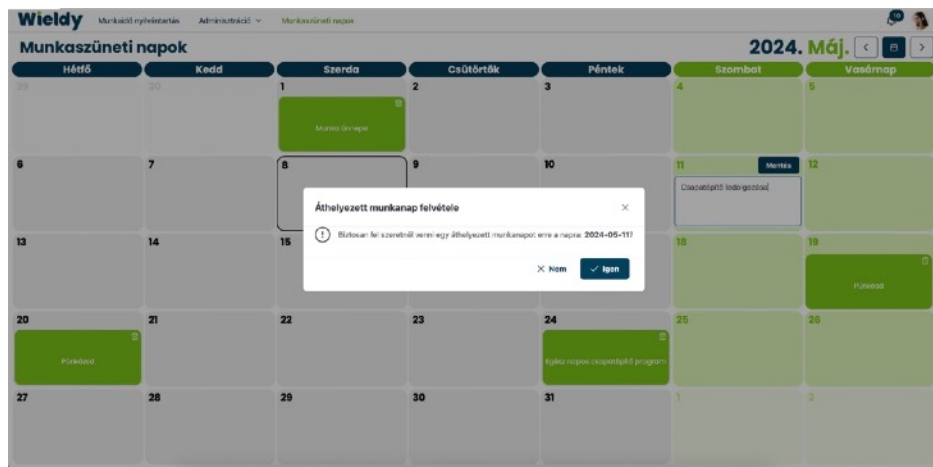 Wieldy Munkaidő nyilvántartás Adminisztráció Munkaszüneti napok 10
Munkaszüneti napok 2024. Máj.
Hétfő Kedd Szerda Csütörtök Péntek Szombat Vasárnap
29 30 1 2 3 4 5
Munka ünnepe
6 7 8 9 10 11 Mentés 12
Csapatépítő ledolgozása
Áthelyezett munkanap felvétele
Biztosan fel szeretnél venni egy áthelyezett munkanapot erre a napra: 2024-05-11?
Nem Igen
13 14 15 18 19
Pünkösd
20 21 22 23 24 25 26
Pünkösd
Egész napos csapatépítő program
27 28 29 30 31 1 2